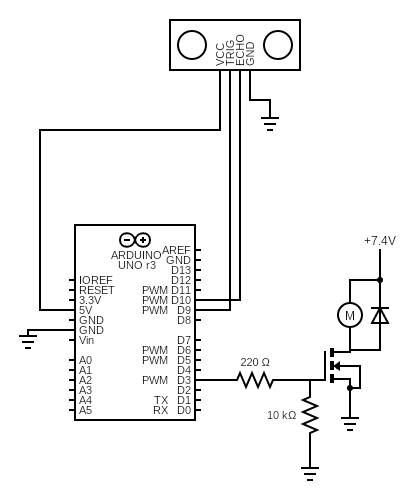 VCC
TRIG
ECHO
GND
ARDUINO
UNO r3
AREF
GND
D13
IOREF D12
RESET PWM D11
3.3V PWM D10
5V PWM D9
GND D8
GND
Vin D7
PWM D6
A0 PWM D5
A1 D4
A2 PWM D3
A3 D2
A4 TX D1
A5 RX D0
+7.4V
M
220 Ω
10 kΩ